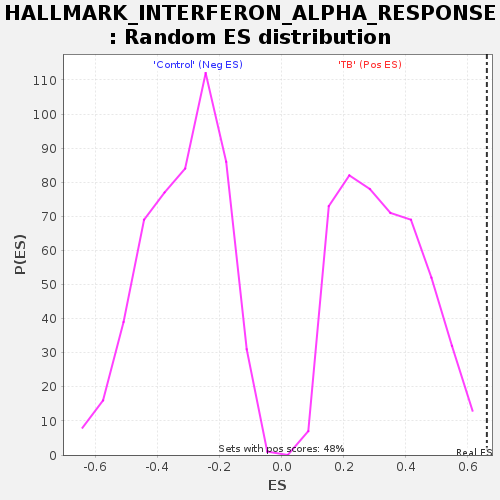 HALLMARK_INTERFERON_ALPHA_RESPONSE
: Random ES distribution
'Control' (Neg ES) 'TB' (Pos ES)
110
100
90
80
70
60
50
40
30
20
10
0
P(ES)
Sets with pos scores: 48%
Real ES
-0.6 -0.4 -0.2 0.0 0.2 0.4 0.6
ES